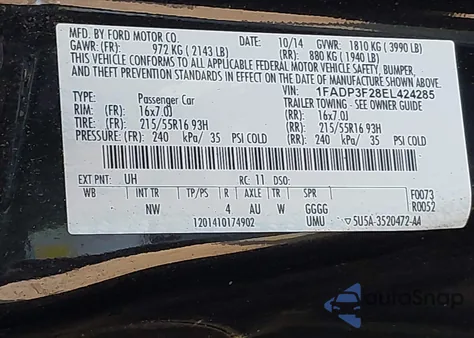 MFD. BY FORD MOTOR CO.
DATE: 10/14 GVWR: 1810 KG ( 3990 LB)
GAWR: (FR): 972 KG ( 2143 LB) (RR): 880 KG ( 1940 LB)
THIS VEHICLE CONFORMS TO ALL APPLICABLE FEDERAL MOTOR VEHICLE SAFETY, BUMPER,
AND THEFT PREVENTION STANDARDS IN EFFECT ON THE DATE OF MANUFACTURE SHOWN ABOVE.
VIN: 1FADP3F28EL424285
TYPE: Passenger Car TRAILER TOWING - SEE OWNER GUIDE
RIM: (FR): 16x7.0J (RR): 16x7.0J
TIRE: (FR): 215/55R16 93H (RR): 215/55R16 93H
PRESSURE: (FR): 240 kPa/ 35 PSI COLD (RR): 240 kPa/ 35 PSI COLD
EXT PNT: UH RC: 11 DSO: F0073
WB INT TR TP/PS R AXLE TR SPR R0052
NW 4 AU W GGGG
1201410174902 UMU 5U5A-3520472-AA
AutoSnap